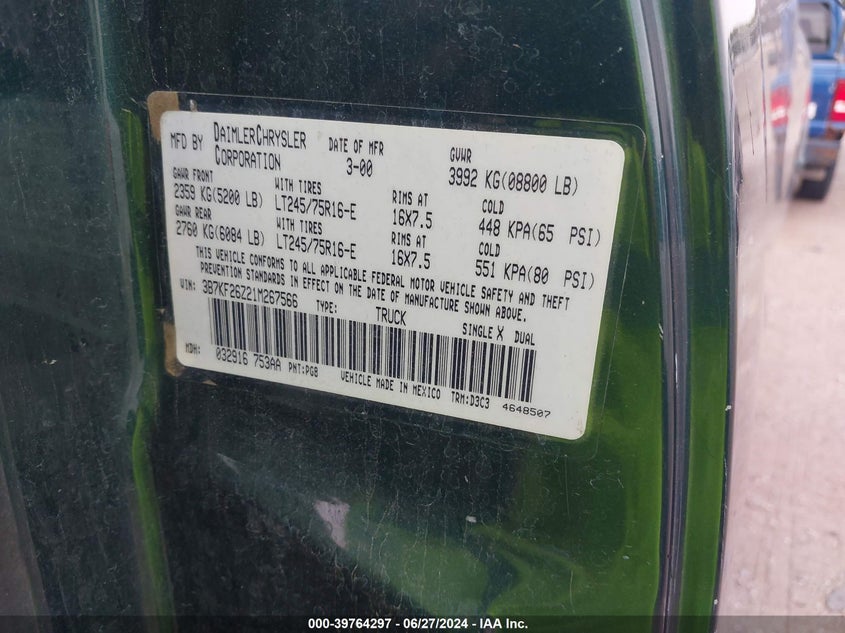 MFD BY DAIMLERCHRYSLER CORPORATION DATE OF MFR 3-00 GVWR 3992 KG(08800 LB)
GAWR FRONT WITH TIRES RIMS AT COLD
2359 KG(5200 LB) LT245/75R16-E 16X7.5 448 KPA(65 PSI)
GAWR REAR WITH TIRES RIMS AT COLD
2760 KG(6084 LB) LT245/75R16-E 16X7.5 551 KPA(80 PSI)
THIS VEHICLE CONFORMS TO ALL APPLICABLE FEDERAL MOTOR VEHICLE SAFETY AND THEFT
PREVENTION STANDARDS IN EFFECT ON THE DATE OF MANUFACTURE SHOWN ABOVE.
VIN: 3B7KF26Z21M267566 TYPE: TRUCK SINGLE X DUAL
MDH: 032916 753AA PNT:PG8 VEHICLE MADE IN MEXICO TRM:D3C3 4648507
000-39764297 - 06/27/2024 - IAA Inc.